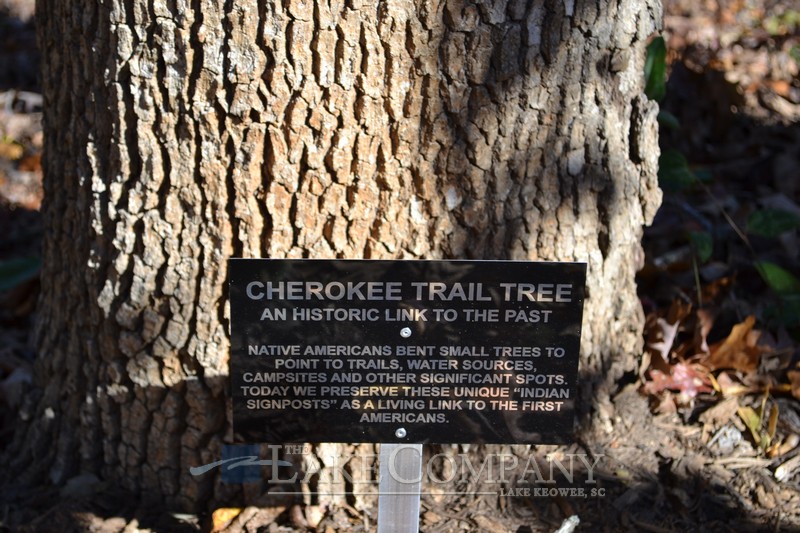 CHEROKEE TRAIL TREE
AN HISTORIC LINK TO THE PAST
NATIVE AMERICANS BENT SMALL TREES TO
POINT TO TRAILS, WATER SOURCES,
CAMPSITES AND OTHER SIGNIFICANT SPOTS.
TODAY WE PRESERVE THESE UNIQUE "INDIAN
SIGNPOSTS" AS A LIVING LINK TO THE FIRST
AMERICANS.
THE
LAKE COMPANY
LAKE KEOWEE, SC